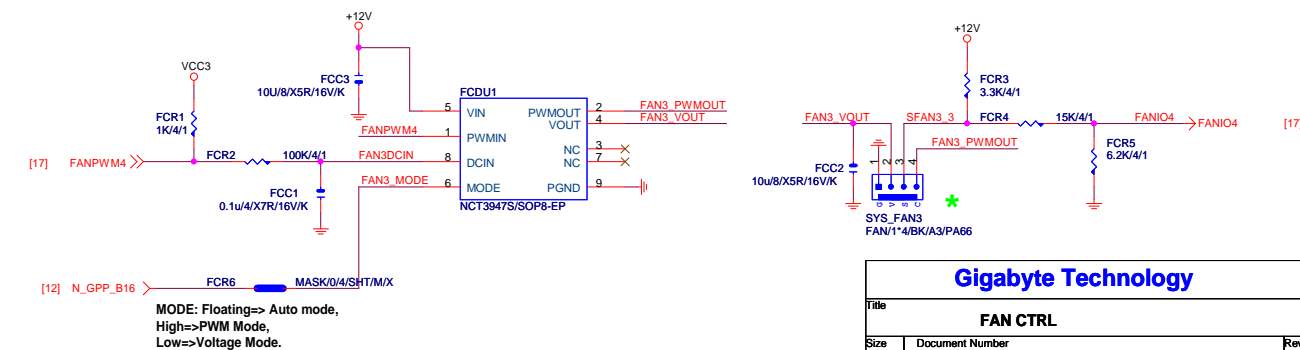 +12V
VCC3
FCC3
10U/8/X5R/16V/K
FCR1
1K/4/1
[17] FANPWM4
FCR2
100K/4/1
FCC1
0.1u/4/X7R/16V/K
FANPWM4
FAN3DCIN
FAN3_MODE
FCDU1
5 VIN
1 PWMIN
8 DCIN
6 MODE
PWMOUT 2 FAN3_PWMOUT
VOUT 4 FAN3_VOUT
NC 3
NC 7
PGND 9
NCT3947S/SOP8-EP
[12] N_GPP_B16
FCR6
MASK/0/4/SHT/M/X
MODE: Floating=> Auto mode,
High=>PWM Mode,
Low=>Voltage Mode.
+12V
FCR3
3.3K/4/1
FAN3_VOUT
SFAN3_3
FCR4
15K/4/1
FANIO4
FANIO4
[17]
FAN3_PWMOUT
FCR5
6.2K/4/1
FCC2
10u/8/X5R/16V/K
1 2 3 4
G V S C
*
SYS_FAN3
FAN/1*4/BK/A3/PA66
Gigabyte Technology
Title
FAN CTRL
Size Document Number Rev